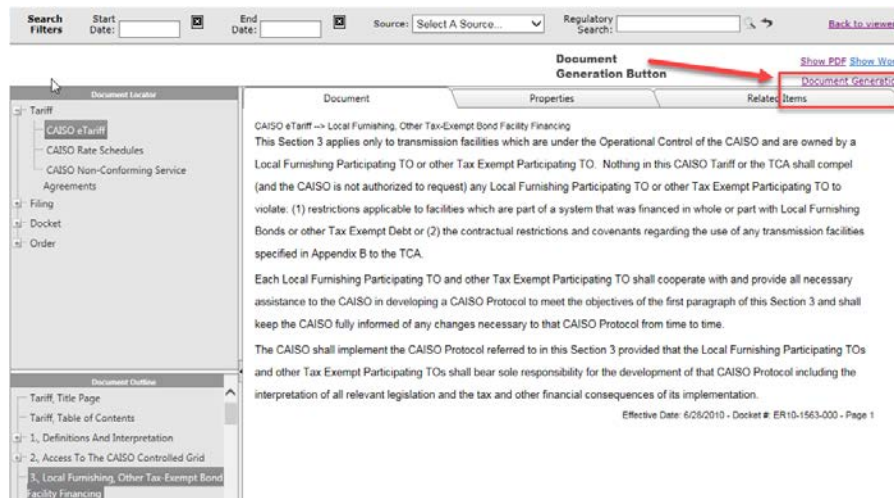 Search Filters
Start Date:
End Date:
Source: Select A Source...
Regulatory Search:
Back to viewer
Document Generation Button
Show PDF Show Wor
Document Generatio
Document Locator
Tariff
CAISO eTariff
CAISO Rate Schedules
CAISO Non-Conforming Service
Agreements
Filing
Docket
Order
Document
Properties
Related Items
CAISO eTariff --> Local Furnishing, Other Tax-Exempt Bond Facility Financing
This Section 3 applies only to transmission facilities which are under the Operational Control of the CAISO and are owned by a
Local Furnishing Participating TO or other Tax Exempt Participating TO. Nothing in this CAISO Tariff or the TCA shall compel
(and the CAISO is not authorized to request) any Local Furnishing Participating TO or other Tax Exempt Participating TO to
violate: (1) restrictions applicable to facilities which are part of a system that was financed in whole or part with Local Furnishing
Bonds or other Tax Exempt Debt or (2) the contractual restrictions and covenants regarding the use of any transmission facilities
specified in Appendix B to the TCA.
Each Local Furnishing Participating TO and other Tax Exempt Participating TO shall cooperate with and provide all necessary
assistance to the CAISO in developing a CAISO Protocol to meet the objectives of the first paragraph of this Section 3 and shall
keep the CAISO fully informed of any changes necessary to that CAISO Protocol from time to time.
The CAISO shall implement the CAISO Protocol referred to in this Section 3 provided that the Local Furnishing Participating TOs
and other Tax Exempt Participating TOs shall bear sole responsibility for the development of that CAISO Protocol including the
interpretation of all relevant legislation and the tax and other financial consequences of its implementation.
Effective Date: 6/28/2010 - Docket #: ER10-1563-000 - Page 1
Document Outline
Tariff, Title Page
Tariff, Table of Contents
1., Definitions And Interpretation
2., Access To The CAISO Controlled Grid
3., Local Furnishing, Other Tax-Exempt Bond
Facility Financing